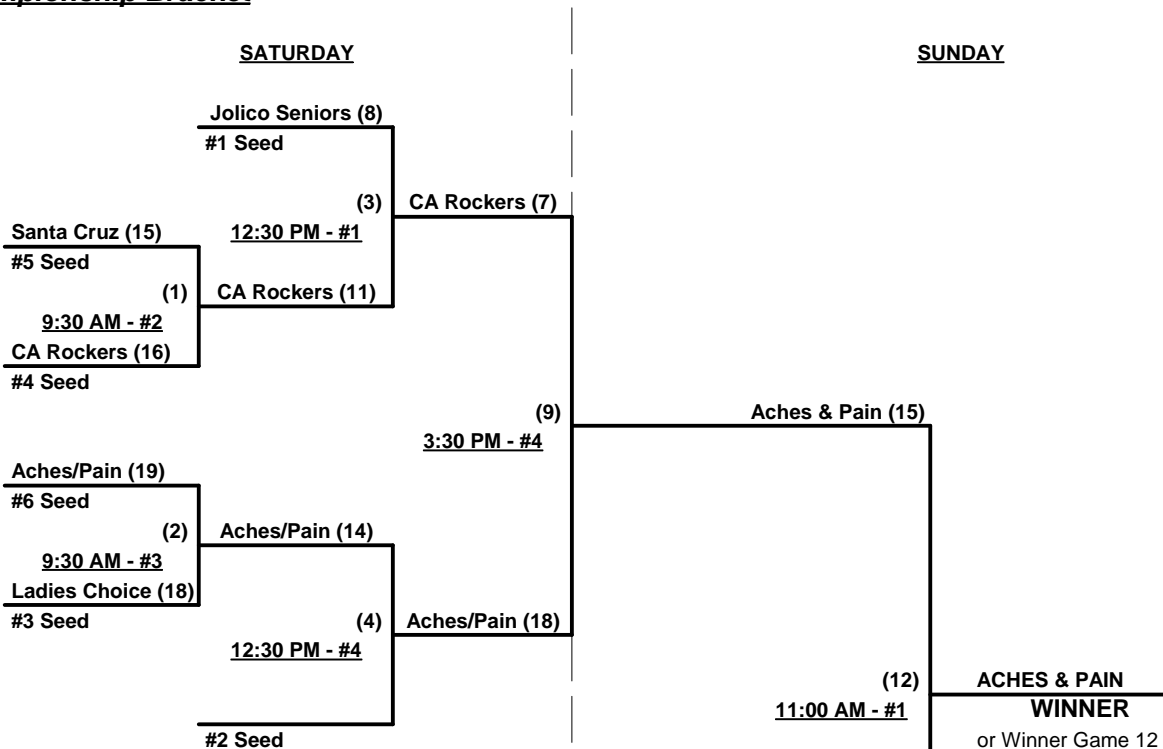 SATURDAY
SUNDAY
Jolico Seniors (8)
#1 Seed
(3)
CA Rockers (7)
12:30 PM - #1
Santa Cruz (15)
#5 Seed
(1)
CA Rockers (11)
9:30 AM - #2
CA Rockers (16)
#4 Seed
(9)
Aches & Pain (15)
3:30 PM - #4
Aches/Pain (19)
#6 Seed
(2)
Aches/Pain (14)
9:30 AM - #3
Ladies Choice (18)
#3 Seed
(4)
Aches/Pain (18)
12:30 PM - #4
(12)
ACHES & PAIN
11:00 AM - #1
WINNER
#2 Seed
or Winner Game 12